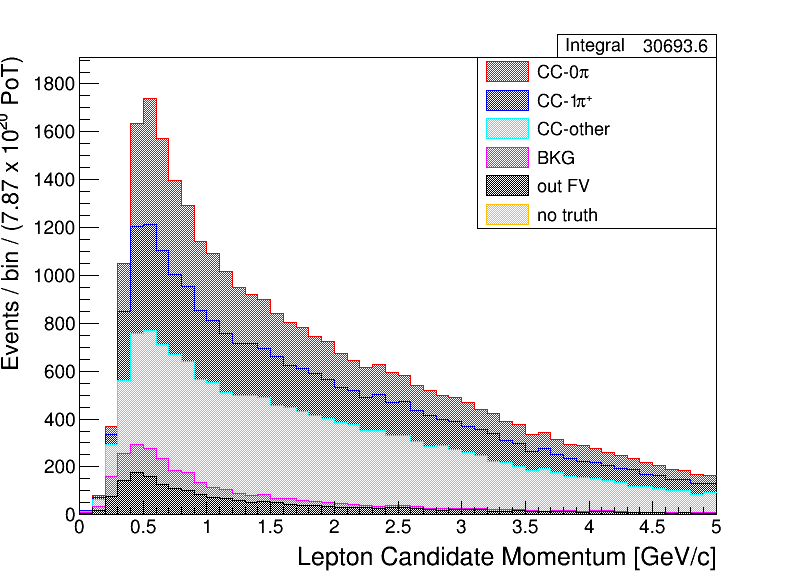 Integral 30693.6
CC-0π
CC-1π⁺
CC-other
BKG
out FV
no truth
Events / bin / (7.87 x 10²⁰ PoT)
1800
1600
1400
1200
1000
800
600
400
200
0
0 0.5 1 1.5 2 2.5 3 3.5 4 4.5 5
Lepton Candidate Momentum [GeV/c]